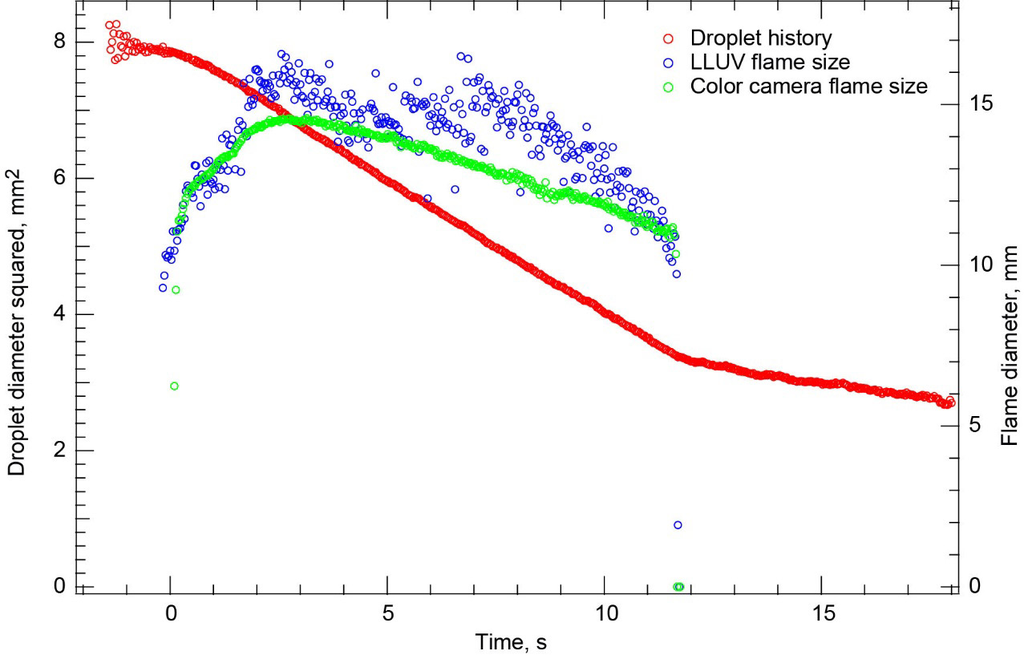 Droplet history
LLUV flame size
Color camera flame size
8
6
4
2
0
15
10
5
0
0
5
10
15
Time, s
Droplet diameter squared, mm2
Flame diameter, mm